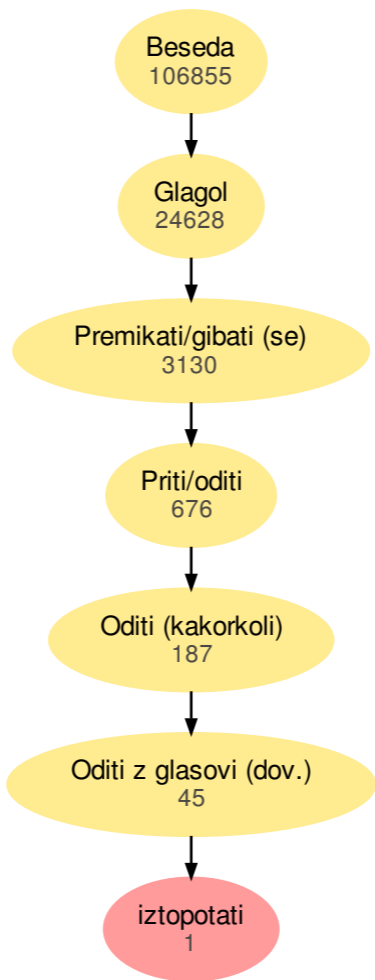 Beseda
106855
Glagol
24628
Premikati/gibati (se)
3130
Priti/oditi
676
Oditi (kakorkoli)
187
Oditi z glasovi (dov.)
45
iztopotati
1